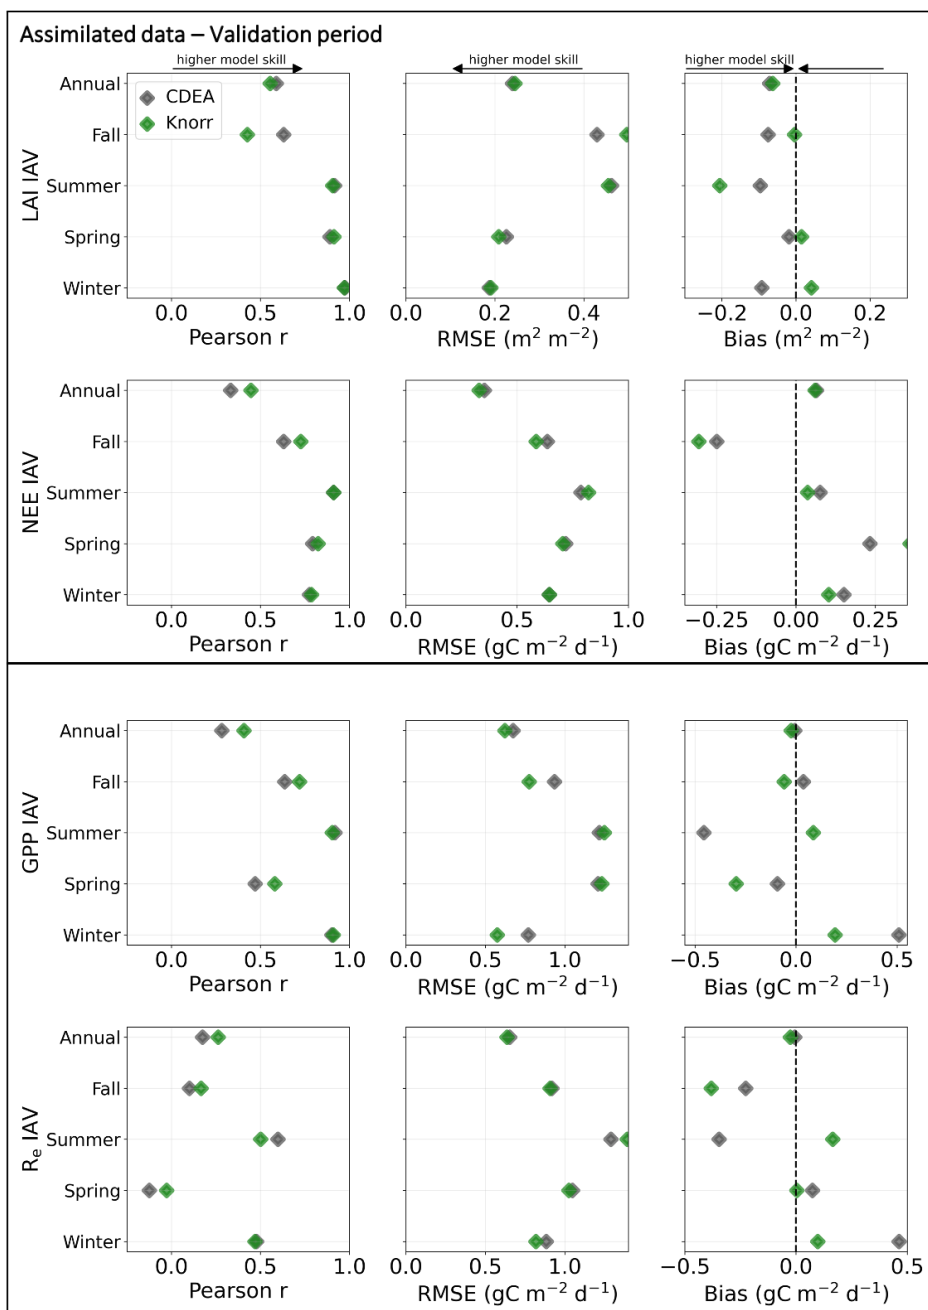 Assimilated data – Validation period
higher model skill
higher model skill
higher model skill
LAI IAV
Annual
Fall
Summer
Spring
Winter
CDEA
Knorr
0.0 0.5 1.0
Pearson r
0.0 0.2 0.4
RMSE (m² m⁻²)
−0.2 0.0 0.2
Bias (m² m⁻²)
NEE IAV
Annual
Fall
Summer
Spring
Winter
0.0 0.5 1.0
Pearson r
0.5 1.0
RMSE (gC m⁻² d⁻¹)
−0.25 0.00 0.25
Bias (gC m⁻² d⁻¹)
GPP IAV
Annual
Fall
Summer
Spring
Winter
0.0 0.5 1.0
Pearson r
0.0 0.5 1.0
RMSE (gC m⁻² d⁻¹)
−0.5 0.0 0.5
Bias (gC m⁻² d⁻¹)
Rₑ IAV
Annual
Fall
Summer
Spring
Winter
0.0 0.5 1.0
Pearson r
0.0 0.5 1.0
RMSE (gC m⁻² d⁻¹)
−0.5 0.0 0.5
Bias (gC m⁻² d⁻¹)